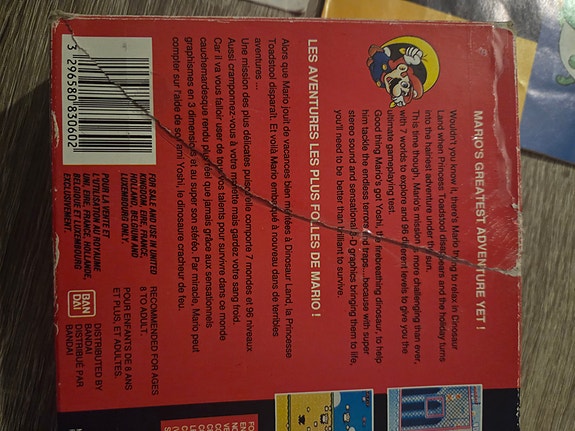 MARIO'S GREATEST ADVENTURE YET !
Wouldn't you know it, there's Mario trying to relax in Dinosaur
Land when Princess Toadstool disappears and the holiday turns
into the hairiest adventure under the sun.
This time though, Mario's mission is more challenging than ever,
with 7 worlds to explore and 96 different levels to give you the
ultimate gameplaying test.
Good thing Mario's got Yoshi, the firebreathing dinosaur, to help
him tackle the endless terrors and traps...because with super
stereo sound and sensational 3-D graphics bringing them to life,
you'll need to be better than brilliant to survive.
LES AVENTURES LES PLUS FOLLES DE MARIO !
Alors que Mario jouit de vacances bien méritées à Dinosaur Land, la Princesse
Toadstool disparaît. Et voilà Mario embarqué à nouveau dans de terribles
aventures ...
Une mission des plus délicates puisqu'elle comporte 7 mondes et 96 niveaux
Aussi cramponnez-vous à votre manette mais gardez votre sang froid.
Car il va vous falloir user de tous vos talents pour survivre dans ce monde
cauchemardesque rendu plus réel que jamais grâce aux sensationnels
graphismes en 3 dimensions et au super son stéréo. Par miracle, Mario peut
compter sur l'aide de son ami Yoshi, le dinosaure cracheur de feu.
3 296580 830602
FOR SALE AND USE IN UNITED
KINGDOM, EIRE, FRANCE,
HOLLAND, BELGIUM AND
LUXEMBOURG ONLY.
POUR LA VENTE ET
UTILISATION AU ROYAUME
UNI, EIRE, FRANCE, HOLLANDE,
BELGIQUE ET LUXEMBOURG
EXCLUSIVEMENT.
RECOMMENDED FOR AGES
8 TO ADULT.
POUR ENFANTS DE 8 ANS
ET PLUS, ET ADULTES.
BAN
DAI
DISTRIBUTED BY
BANDAI
DISTRIBUÉ PAR
BANDAI